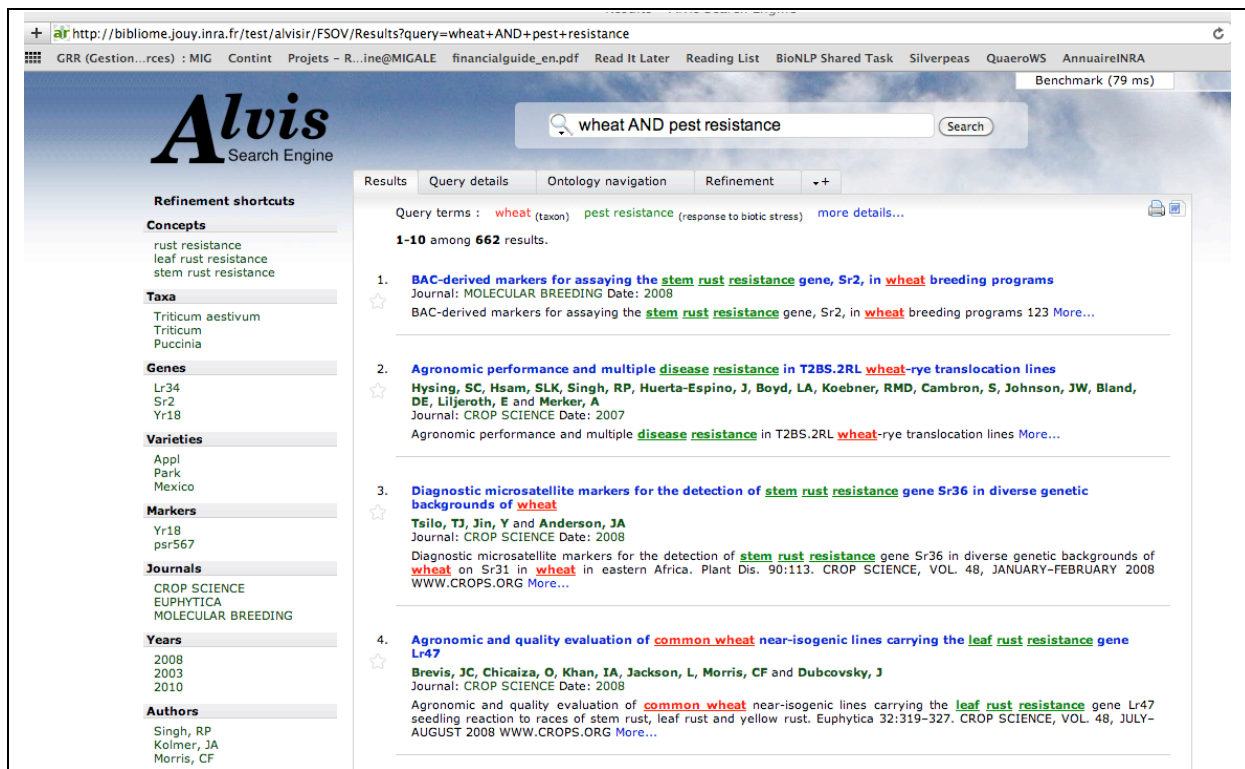 http://bibliome.jouy.inra.fr/test/alvisir/FSOV/Results?query=wheat+AND+pest+resistance
GRR (Gestion...rces) : MIG Contint Projets – R...ine@MIGALE financialguide_en.pdf Read It Later Reading List BioNLP Shared Task Silverpeas QuaeroWS AnnuaireINRA
Benchmark (79 ms)
Alvis
Search Engine
wheat AND pest resistance
Search
Results Query details Ontology navigation Refinement
Refinement shortcuts
Concepts
rust resistance
leaf rust resistance
stem rust resistance
Taxa
Triticum aestivum
Triticum
Puccinia
Genes
Lr34
Sr2
Yr18
Varieties
Appl
Park
Mexico
Markers
Yr18
psr567
Journals
CROP SCIENCE
EUPHYTICA
MOLECULAR BREEDING
Years
2008
2003
2010
Authors
Singh, RP
Kolmer, JA
Morris, CF
Query terms : wheat (taxon) pest resistance (response to biotic stress) more details...
1-10 among 662 results.
1. BAC-derived markers for assaying the stem rust resistance gene, Sr2, in wheat breeding programs
Journal: MOLECULAR BREEDING Date: 2008
BAC-derived markers for assaying the stem rust resistance gene, Sr2, in wheat breeding programs 123 More...
2. Agronomic performance and multiple disease resistance in T2BS.2RL wheat-rye translocation lines
Hysing, SC, Hsam, SLK, Singh, RP, Huerta-Espino, J, Boyd, LA, Koebner, RMD, Cambron, S, Johnson, JW, Bland,
DE, Liljeroth, E and Merker, A
Journal: CROP SCIENCE Date: 2007
Agronomic performance and multiple disease resistance in T2BS.2RL wheat-rye translocation lines More...
3. Diagnostic microsatellite markers for the detection of stem rust resistance gene Sr36 in diverse genetic
backgrounds of wheat
Tsilo, TJ, Jin, Y and Anderson, JA
Journal: CROP SCIENCE Date: 2008
Diagnostic microsatellite markers for the detection of stem rust resistance gene Sr36 in diverse genetic backgrounds of
wheat on Sr31 in wheat in eastern Africa. Plant Dis. 90:113. CROP SCIENCE, VOL. 48, JANUARY–FEBRUARY 2008
WWW.CROPS.ORG More...
4. Agronomic and quality evaluation of common wheat near-isogenic lines carrying the leaf rust resistance gene
Lr47
Brevis, JC, Chicaiza, O, Khan, IA, Jackson, L, Morris, CF and Dubcovsky, J
Journal: CROP SCIENCE Date: 2008
Agronomic and quality evaluation of common wheat near-isogenic lines carrying the leaf rust resistance gene Lr47
seedling reaction to races of stem rust, leaf rust and yellow rust. Euphytica 32:319–327. CROP SCIENCE, VOL. 48, JULY–
AUGUST 2008 WWW.CROPS.ORG More...